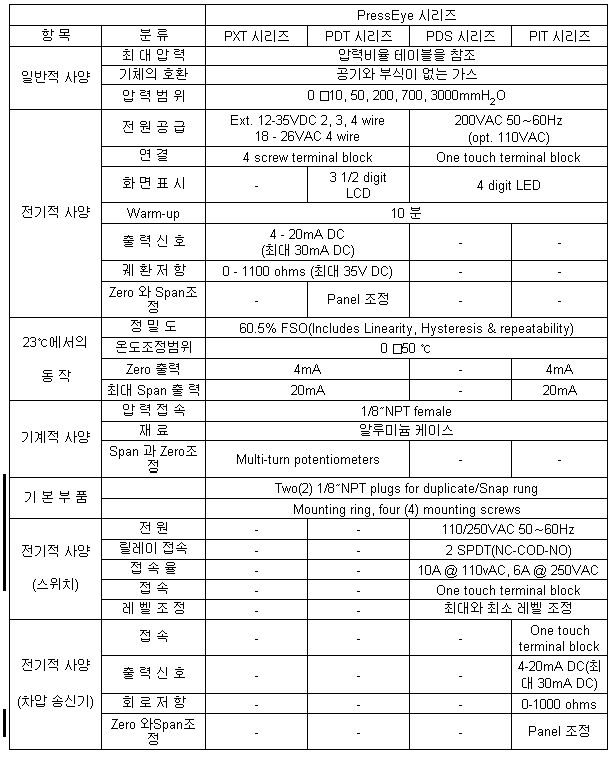 PressEye 시리즈
항 목 분 류 PXT 시리즈 PDT 시리즈 PDS 시리즈 PIT 시리즈
일반적 사양
최 대 압 력 압력비율 테이블을 참조
기체의 호환 공기와 부식이 없는 가스
압 력 범 위 0 □10, 50, 200, 700, 3000mmH2O
전기적 사양
전 원 공 급 Ext. 12-35VDC 2, 3, 4 wire
18 - 26VAC 4 wire
200VAC 50～60Hz
(opt. 110VAC)
연 결 4 screw terminal block One touch terminal block
화 면 표 시 - 3 1/2 digit
LCD
4 digit LED
Warm-up 10 분
출 력 신 호 4 - 20mA DC
(최대 30mA DC)
- -
궤 환 저 항 0 - 1100 ohms (최대 35V DC) - -
Zero 와 Span조
정
- Panel 조정 - -
23℃에서의
동 작
정 밀 도 60.5% FSO(Includes Linearity, Hysteresis & repeatability)
온도조정범위 0 □50 ℃
Zero 출력 4mA - 4mA
최대 Span 출 력 20mA - 20mA
기계적 사양
압 력 접 속 1/8˝NPT female
재 료 알루미늄 케이스
Span 과 Zero조
정
Multi-turn potentiometers - -
기 본 부 품 Two(2) 1/8˝NPT plugs for duplicate/Snap rung
Mounting ring, four (4) mounting screws
전기적 사양
(스위치)
전 원 - - 110/250VAC 50～60Hz
릴레이 접속 - - 2 SPDT(NC-COD-NO)
접 속 율 - - 10A @ 110vAC, 6A @ 250VAC
접 속 - - One touch terminal block
레 벨 조 정 - - 최대와 최소 레벨 조정
전기적 사양
(차압 송신기)
접 속 - - - One touch
terminal block
출 력 신 호 - - - 4-20mA DC(최
대 30mA DC)
회 로 저 항 - - - 0-1000 ohms
Zero 와Span조
정
- - - Panel 조정